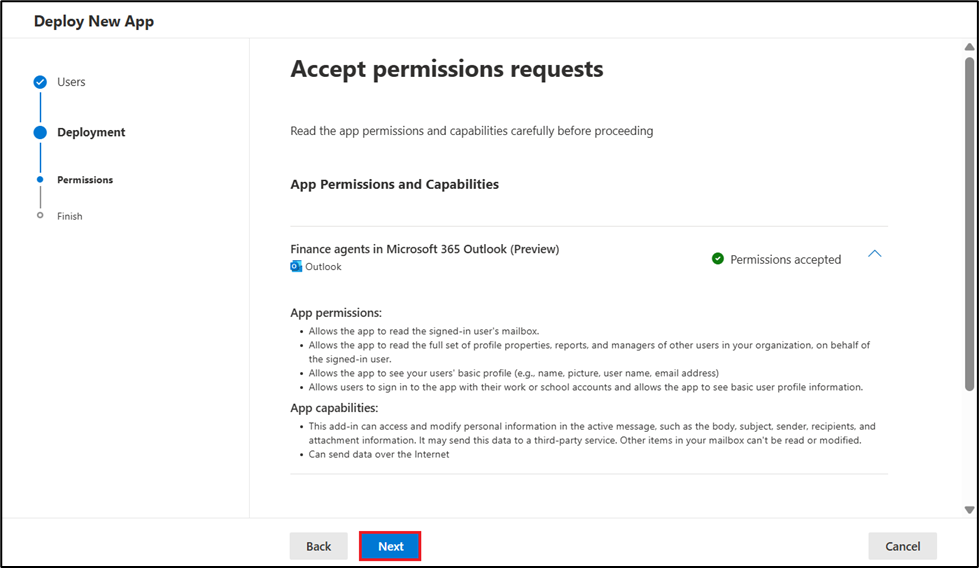 Deploy New App
Users
Deployment
Permissions
Finish
Accept permissions requests
Read the app permissions and capabilities carefully before proceeding
App Permissions and Capabilities
Finance agents in Microsoft 365 Outlook (Preview)
Outlook
Permissions accepted
App permissions:
• Allows the app to read the signed-in user's mailbox.
• Allows the app to read the full set of profile properties, reports, and managers of other users in your organization, on behalf of
the signed-in user.
• Allows the app to see your users' basic profile (e.g., name, picture, user name, email address)
• Allows users to sign in to the app with their work or school accounts and allows the app to see basic user profile information.
App capabilities:
• This add-in can access and modify personal information in the active message, such as the body, subject, sender, recipients, and
attachment information. It may send this data to a third-party service. Other items in your mailbox can't be read or modified.
• Can send data over the Internet
Back
Next
Cancel